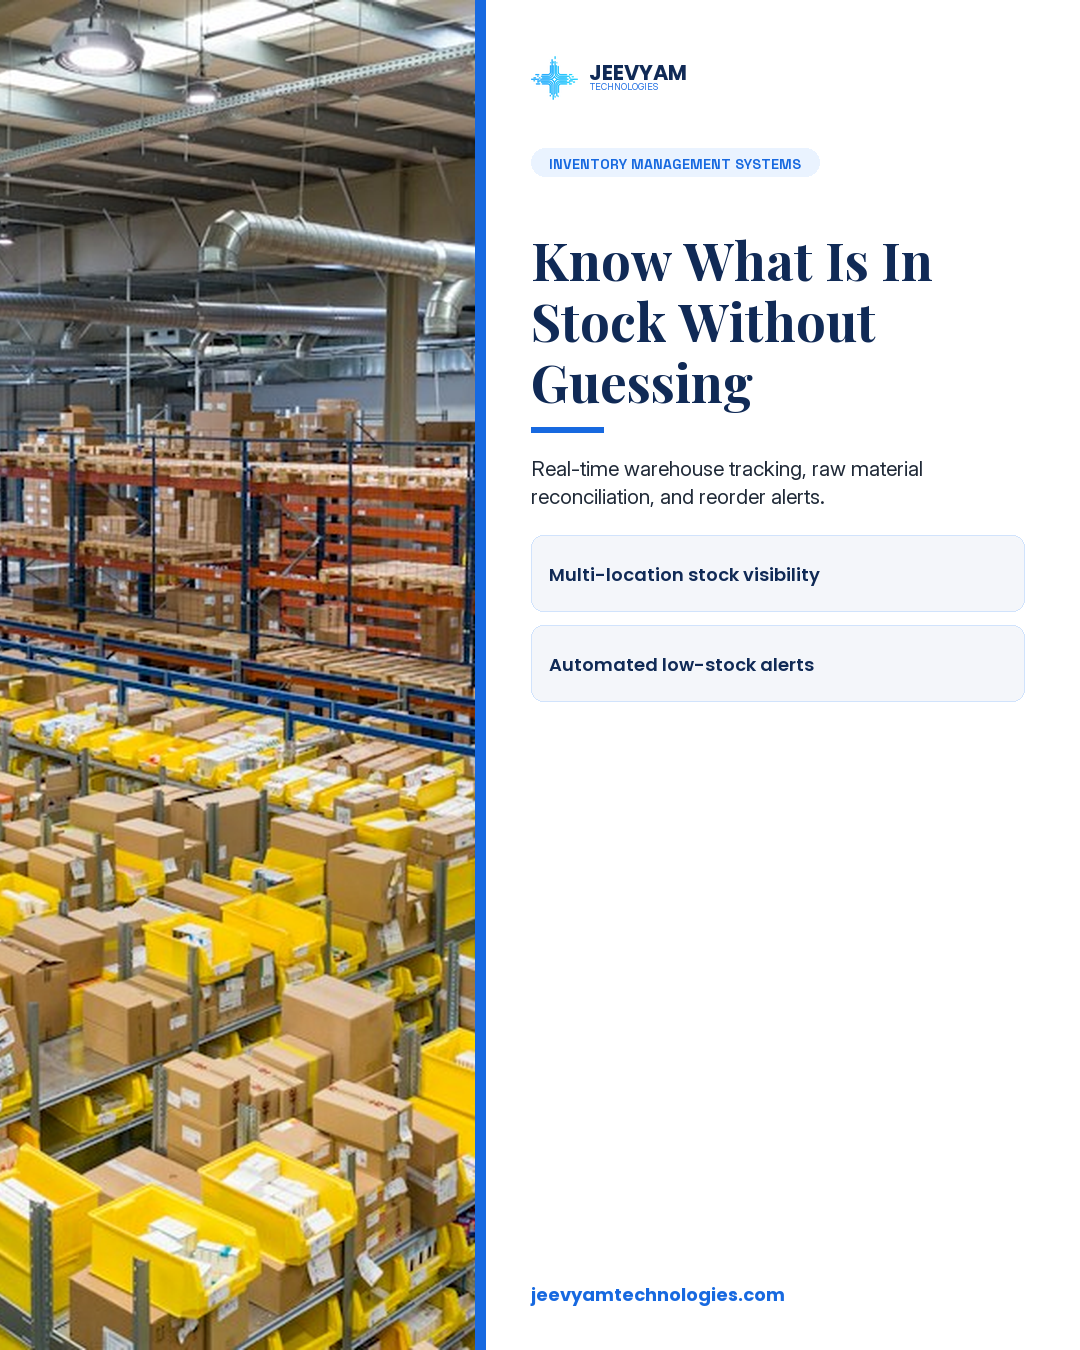 JEEVYAM
TECHNOLOGIES
INVENTORY MANAGEMENT SYSTEMS
Know What Is In
Stock Without
Guessing
Real-time warehouse tracking, raw material
reconciliation, and reorder alerts.
Multi-location stock visibility
Automated low-stock alerts
jeevyamtechnologies.com